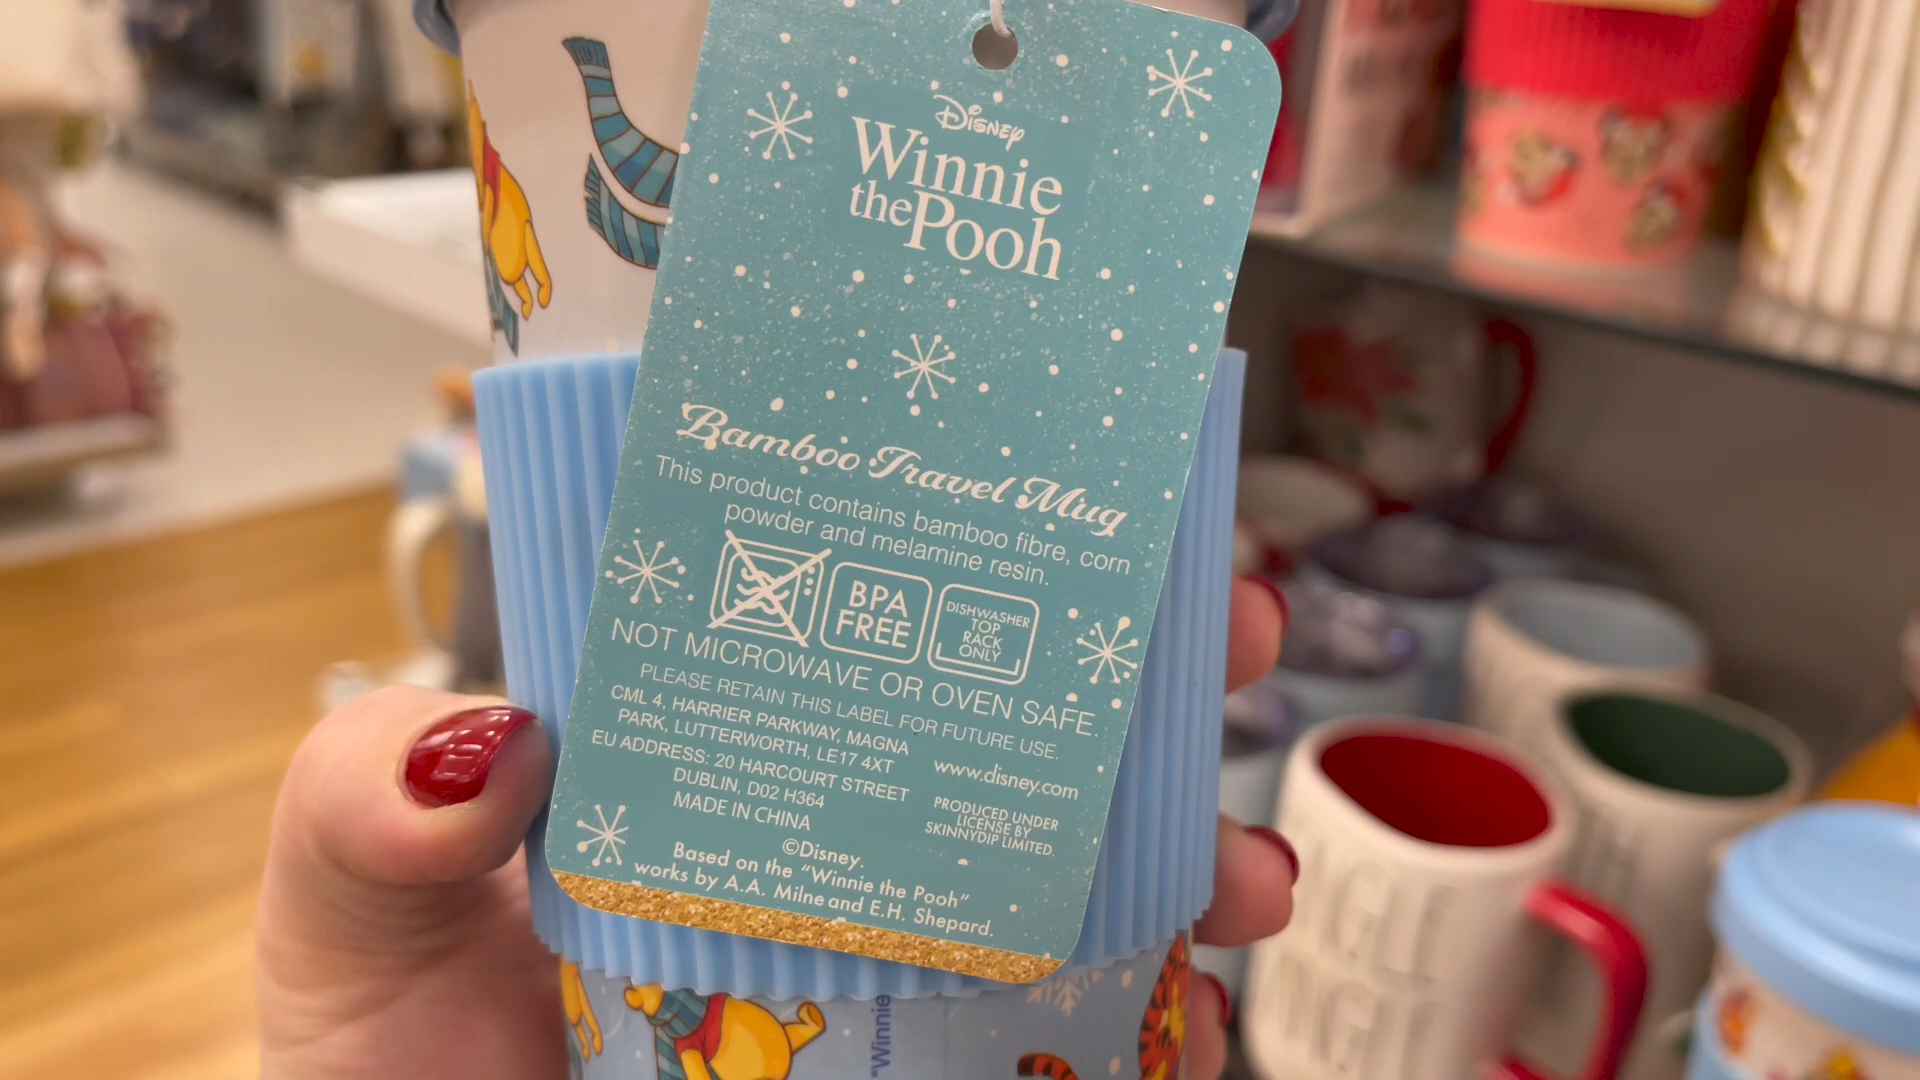 Disney
Winnie
the Pooh
Bamboo Travel Mug
This product contains bamboo fibre, corn
powder and melamine resin.
BPA
FREE
DISHWASHER
TOP
RACK
ONLY
NOT MICROWAVE OR OVEN SAFE.
PLEASE RETAIN THIS LABEL FOR FUTURE USE.
CML 4, HARRIER PARKWAY, MAGNA
PARK, LUTTERWORTH, LE17 4XT
EU ADDRESS: 20 HARCOURT STREET
DUBLIN, D02 H364
MADE IN CHINA
www.disney.com
PRODUCED UNDER
LICENSE BY
SKINNYDIP LIMITED.
©Disney.
Based on the "Winnie the Pooh"
works by A.A. Milne and E.H. Shepard.
"Winnie